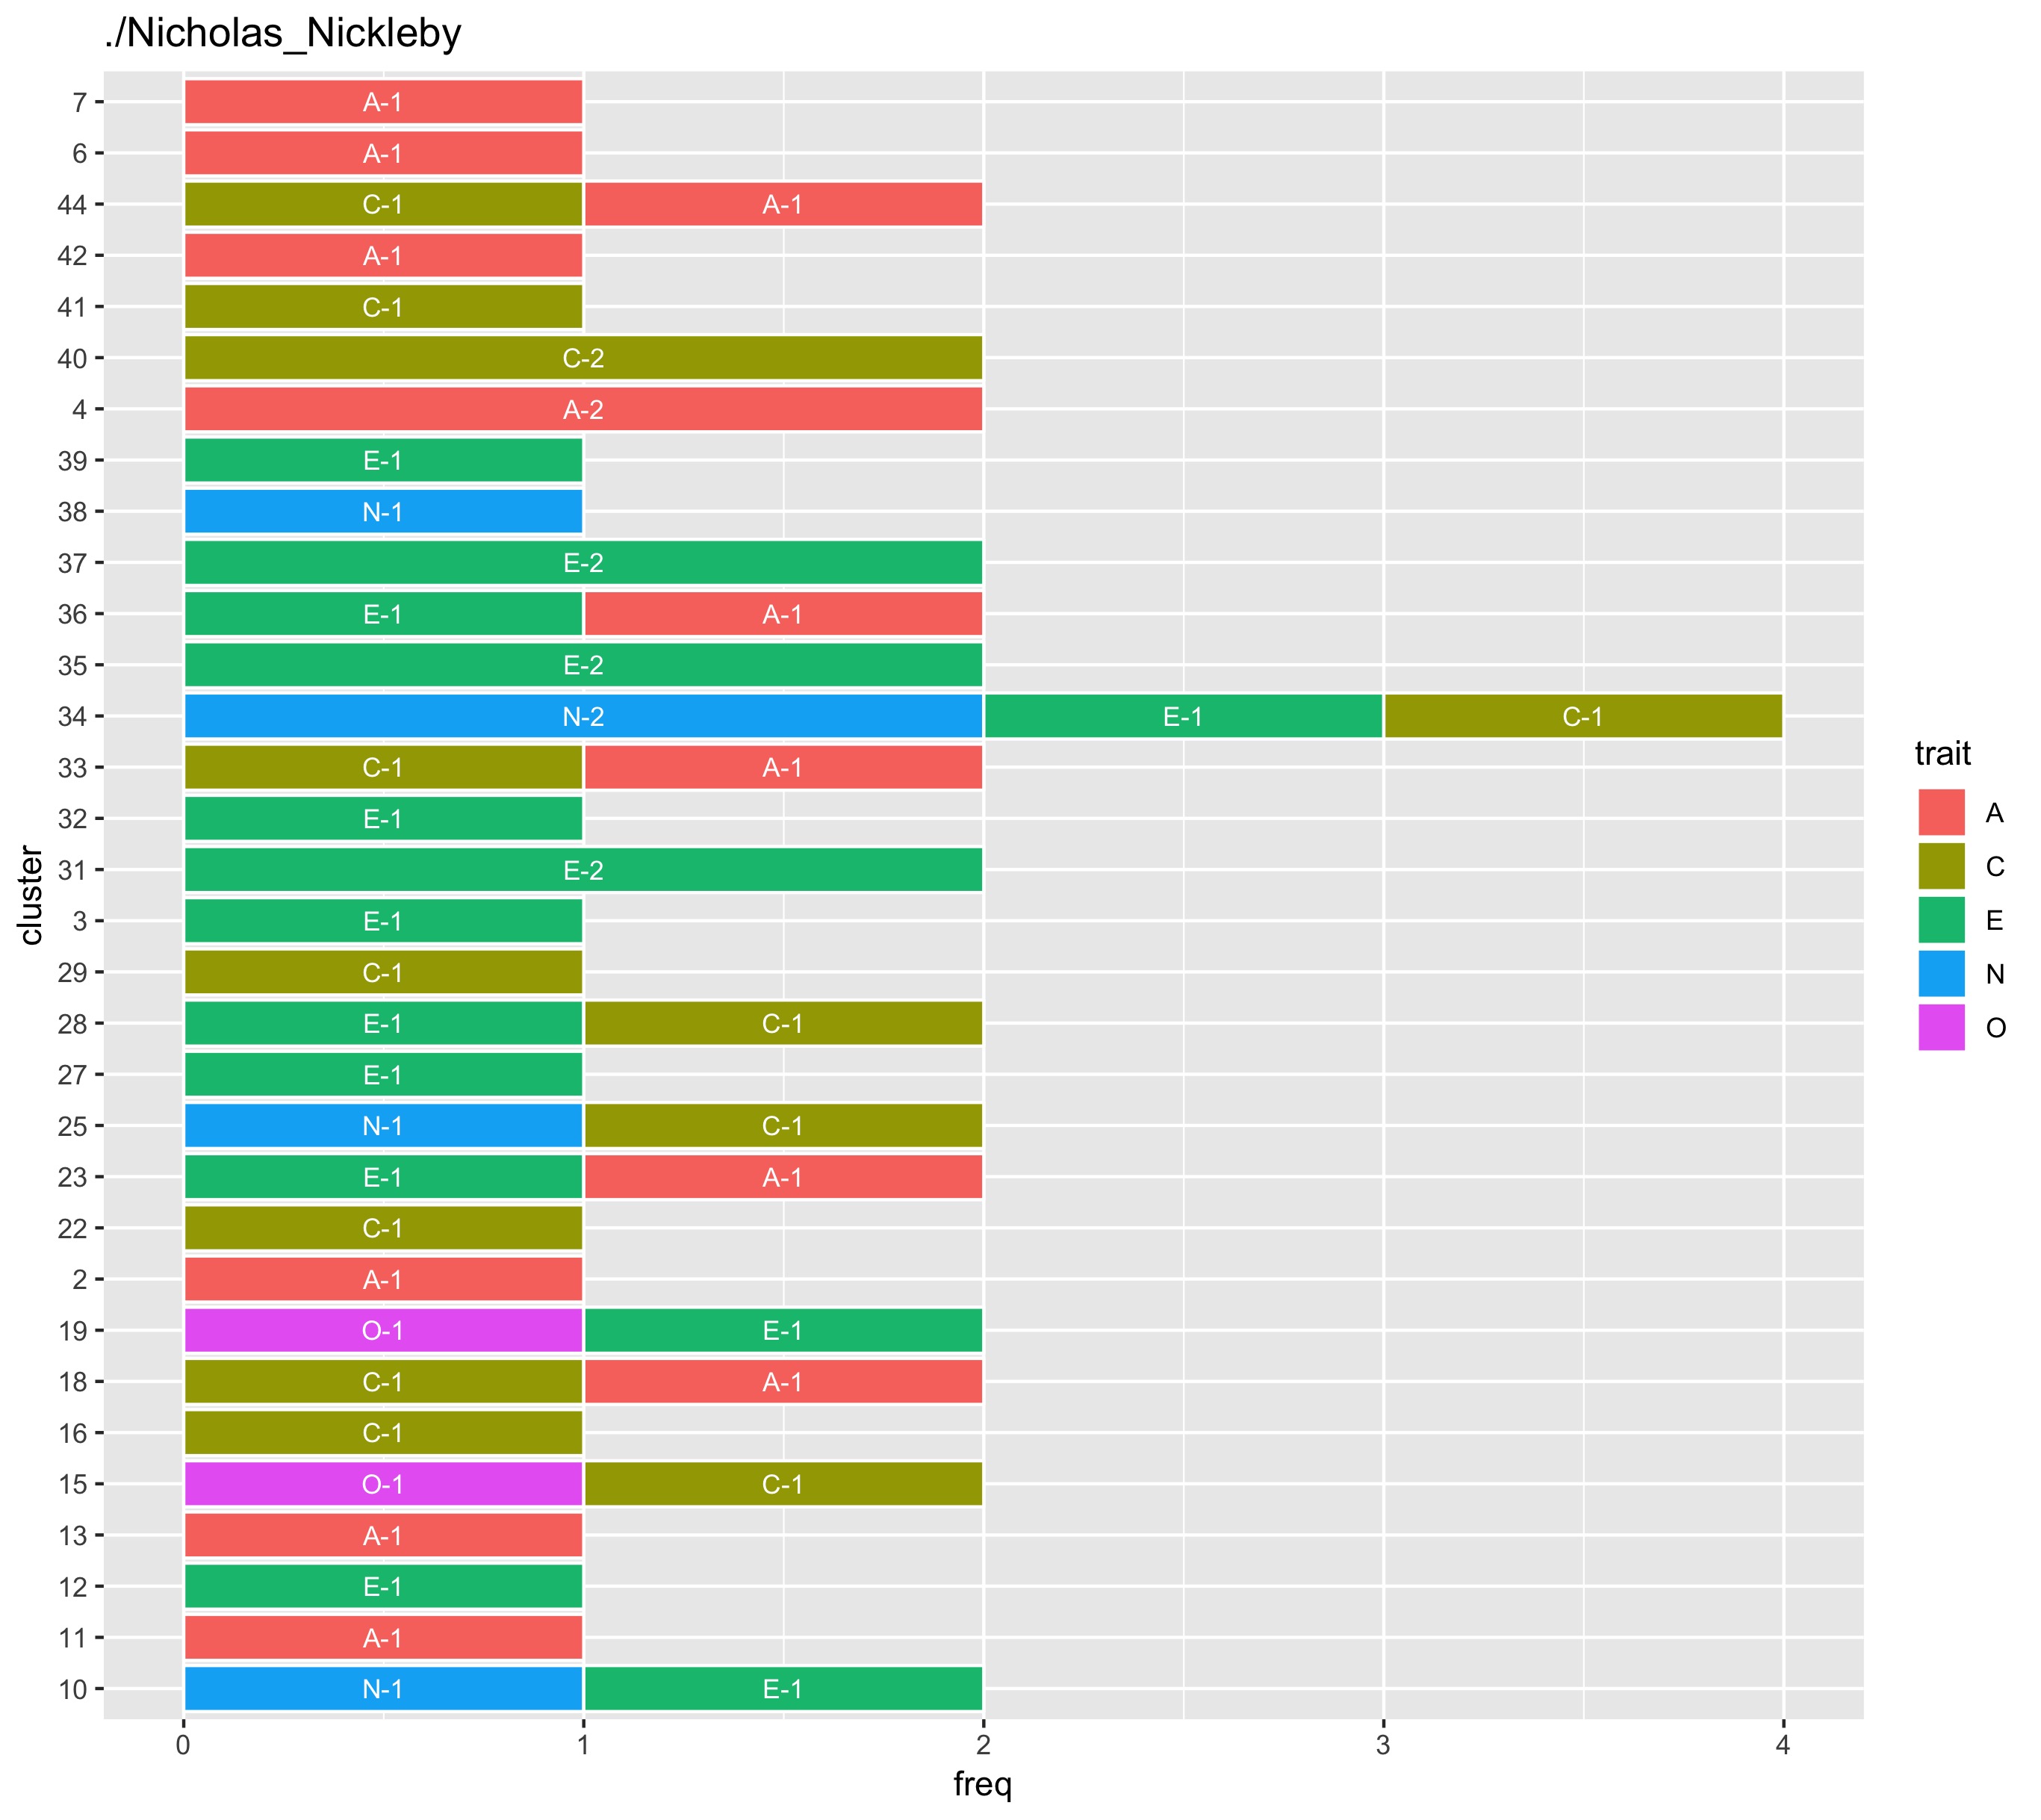 ./Nicholas_Nickleby
7 A-1
6 A-1
44 C-1 A-1
42 A-1
41 C-1
40 C-2
4 A-2
39 E-1
38 N-1
37 E-2
36 E-1 A-1
35 E-2
34 N-2 E-1 C-1
33 C-1 A-1
32 E-1
31 E-2
3 E-1
29 C-1
28 E-1 C-1
27 E-1
25 N-1 C-1
23 E-1 A-1
22 C-1
2 A-1
19 O-1 E-1
18 C-1 A-1
16 C-1
15 O-1 C-1
13 A-1
12 E-1
11 A-1
10 N-1 E-1
0 1 2 3 4
freq
cluster
trait
A
C
E
N
O